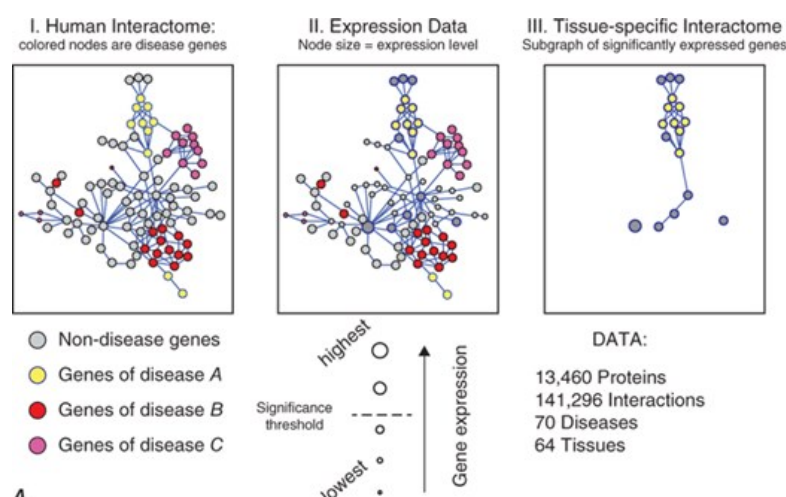 I. Human Interactome:
colored nodes are disease genes
II. Expression Data
Node size = expression level
III. Tissue-specific Interactome
Subgraph of significantly expressed genes
Non-disease genes
Genes of disease A
Genes of disease B
Genes of disease C
highest
Significance
threshold
lowest
Gene expression
DATA:
13,460 Proteins
141,296 Interactions
70 Diseases
64 Tissues